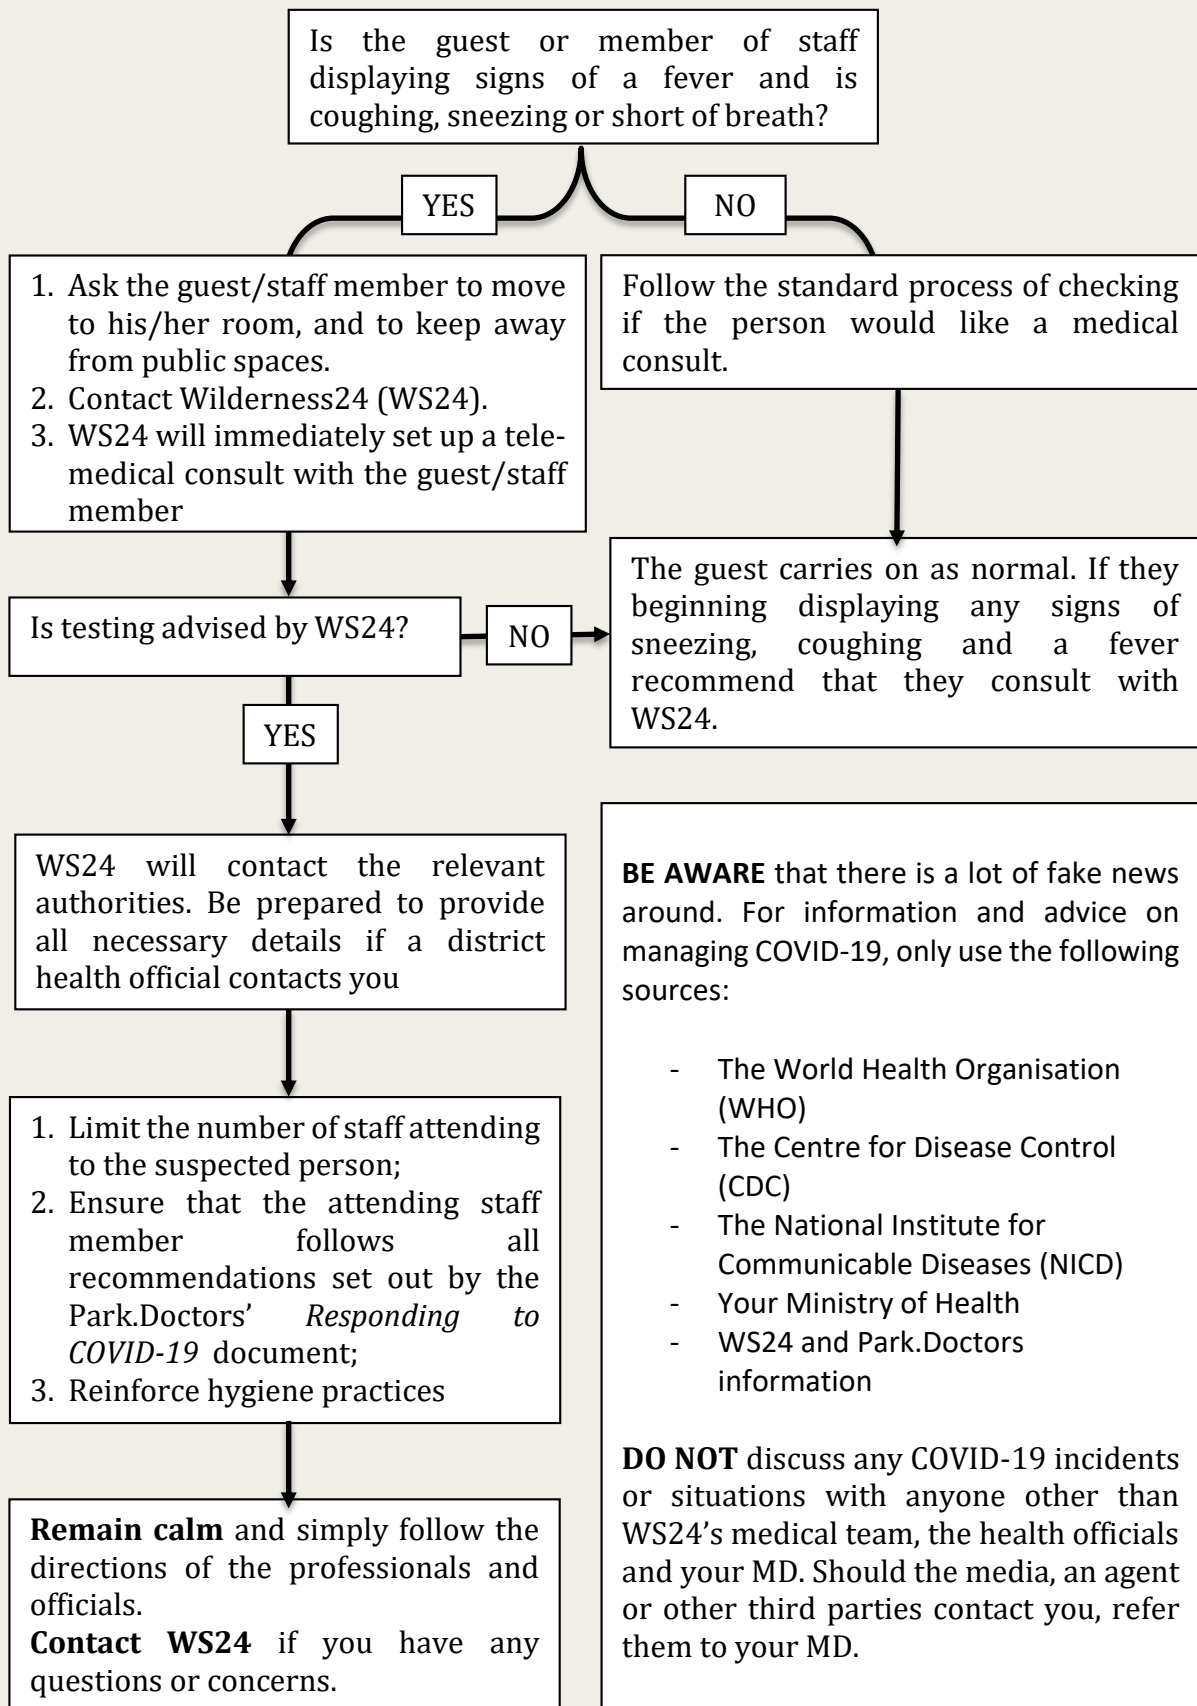 Is the guest or member of staff
displaying signs of a fever and is
coughing, sneezing or short of breath?
YES
NO
1. Ask the guest/staff member to move
to his/her room, and to keep away
from public spaces.
2. Contact Wilderness24 (WS24).
3. WS24 will immediately set up a tele-
medical consult with the guest/staff
member
Follow the standard process of checking
if the person would like a medical
consult.
Is testing advised by WS24?
NO
The guest carries on as normal. If they
beginning displaying any signs of
sneezing, coughing and a fever
recommend that they consult with
WS24.
YES
WS24 will contact the relevant
authorities. Be prepared to provide
all necessary details if a district
health official contacts you
1. Limit the number of staff attending
to the suspected person;
2. Ensure that the attending staff
member follows all
recommendations set out by the
Park.Doctors’ Responding to
COVID-19 document;
3. Reinforce hygiene practices
Remain calm and simply follow the
directions of the professionals and
officials.
Contact WS24 if you have any
questions or concerns.
BE AWARE that there is a lot of fake news
around. For information and advice on
managing COVID-19, only use the following
sources:
- The World Health Organisation
(WHO)
- The Centre for Disease Control
(CDC)
- The National Institute for
Communicable Diseases (NICD)
- Your Ministry of Health
- WS24 and Park.Doctors
information
DO NOT discuss any COVID-19 incidents
or situations with anyone other than
WS24’s medical team, the health officials
and your MD. Should the media, an agent
or other third parties contact you, refer
them to your MD.